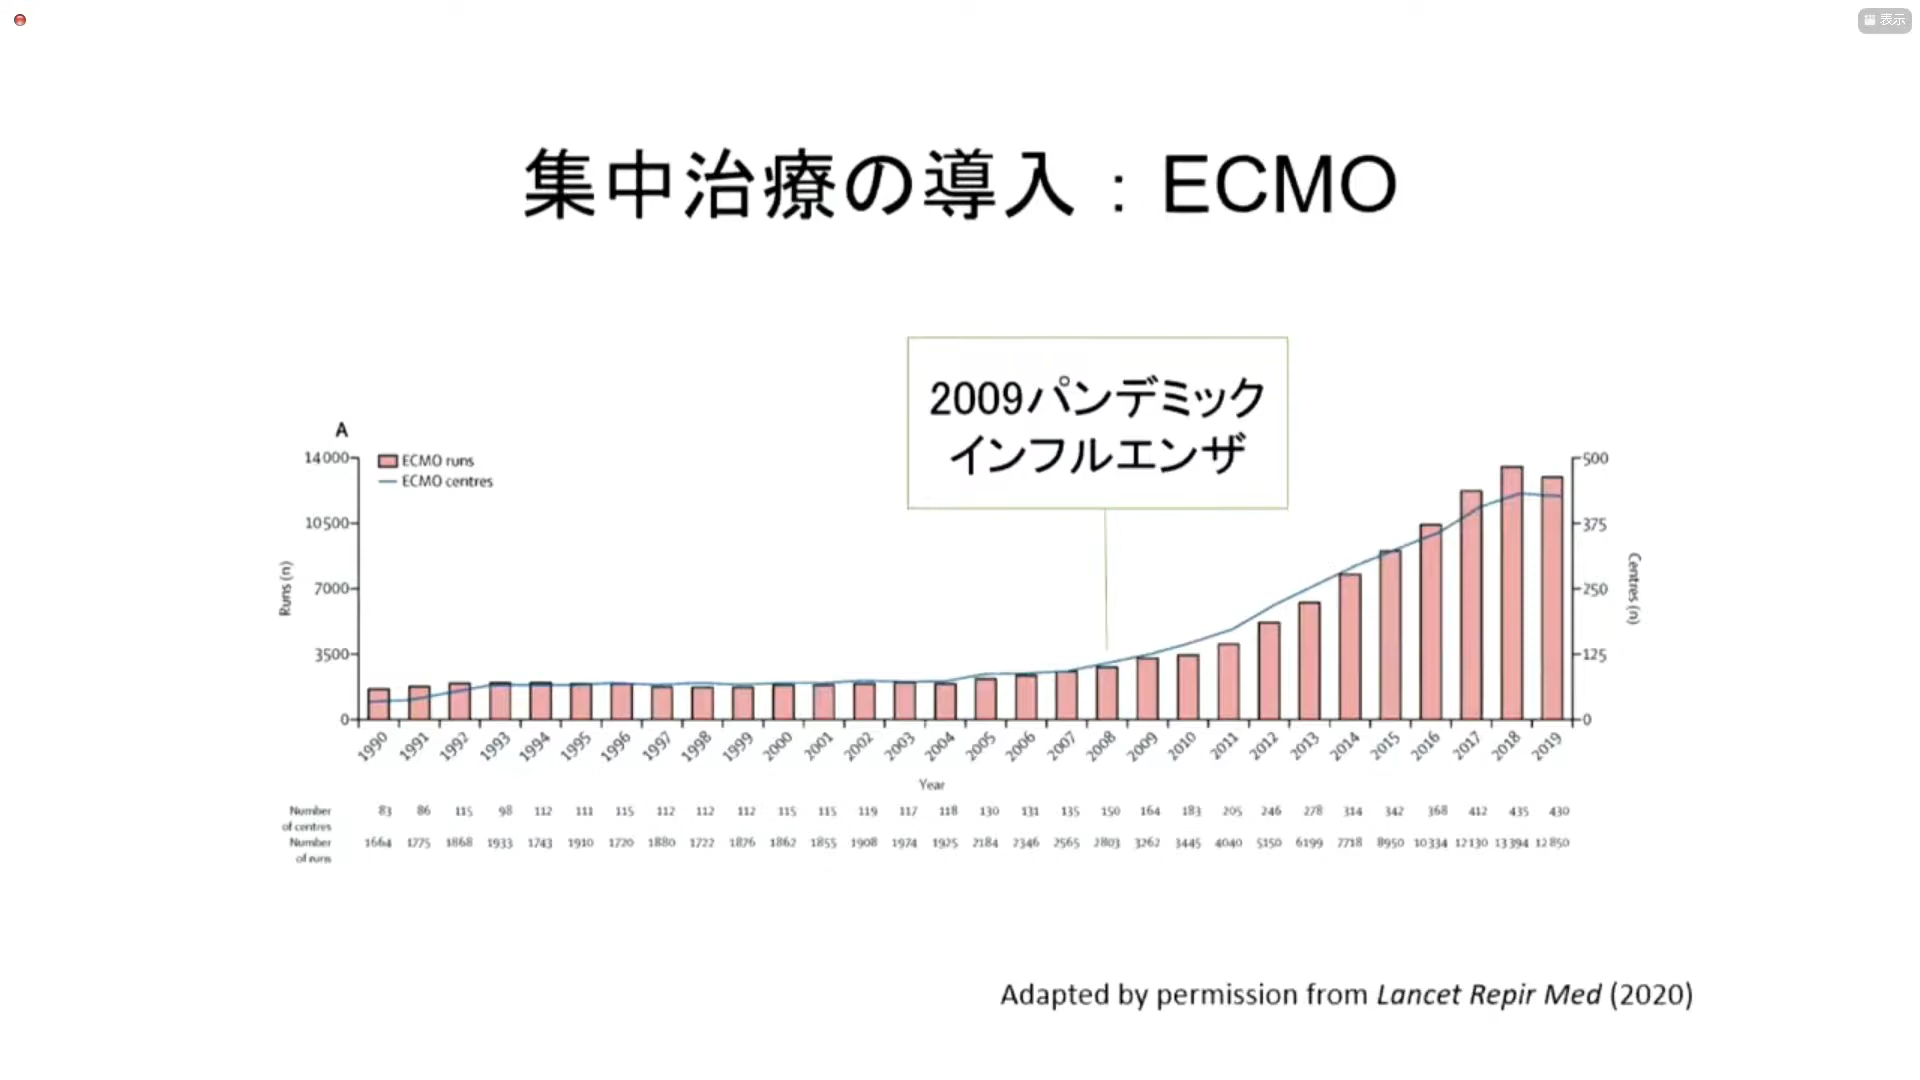 表示
集中治療の導入：ECMO
2009パンデミック
インフルエンザ
A
ECMO runs
ECMO centres
14000
10500
7000
3500
0
Runs (n)
500
375
250
125
0
Centres (n)
1990 1991 1992 1993 1994 1995 1996 1997 1998 1999 2000 2001 2002 2003 2004 2005 2006 2007 2008 2009 2010 2011 2012 2013 2014 2015 2016 2017 2018 2019
Year
Number of centres 83 86 115 98 112 111 115 112 112 112 115 115 119 117 118 130 131 135 150 164 183 205 246 278 314 342 368 412 435 430
Number of runs 1664 1775 1868 1933 1743 1910 1720 1880 1722 1876 1862 1855 1908 1974 1925 2184 2346 2565 2803 3262 3445 4040 5150 6199 7718 8950 10334 12130 13394 12850
Adapted by permission from Lancet Repir Med (2020)